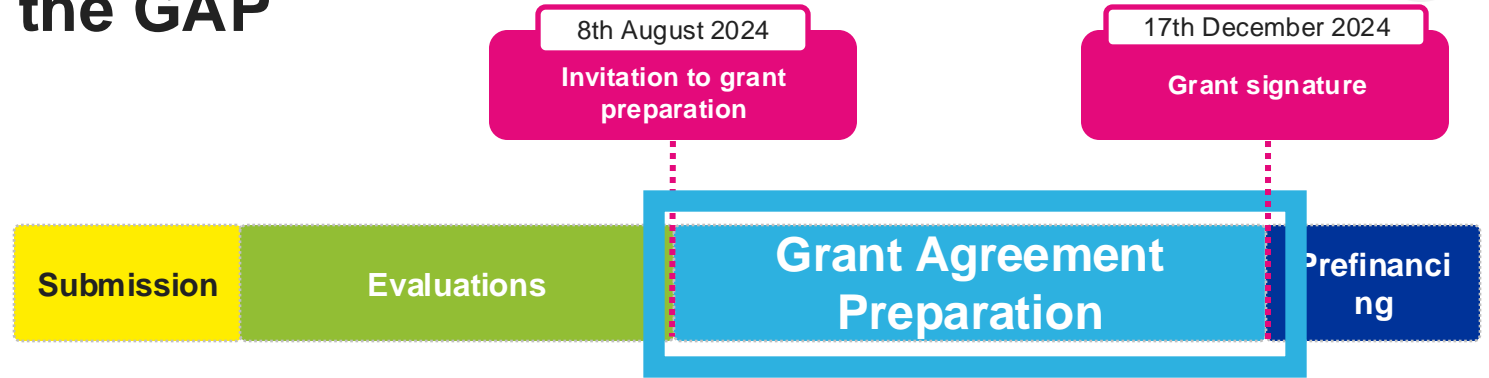 the GAP
8th August 2024
Invitation to grant
preparation
17th December 2024
Grant signature
Submission
Evaluations
Grant Agreement
Preparation
Prefinanci
ng